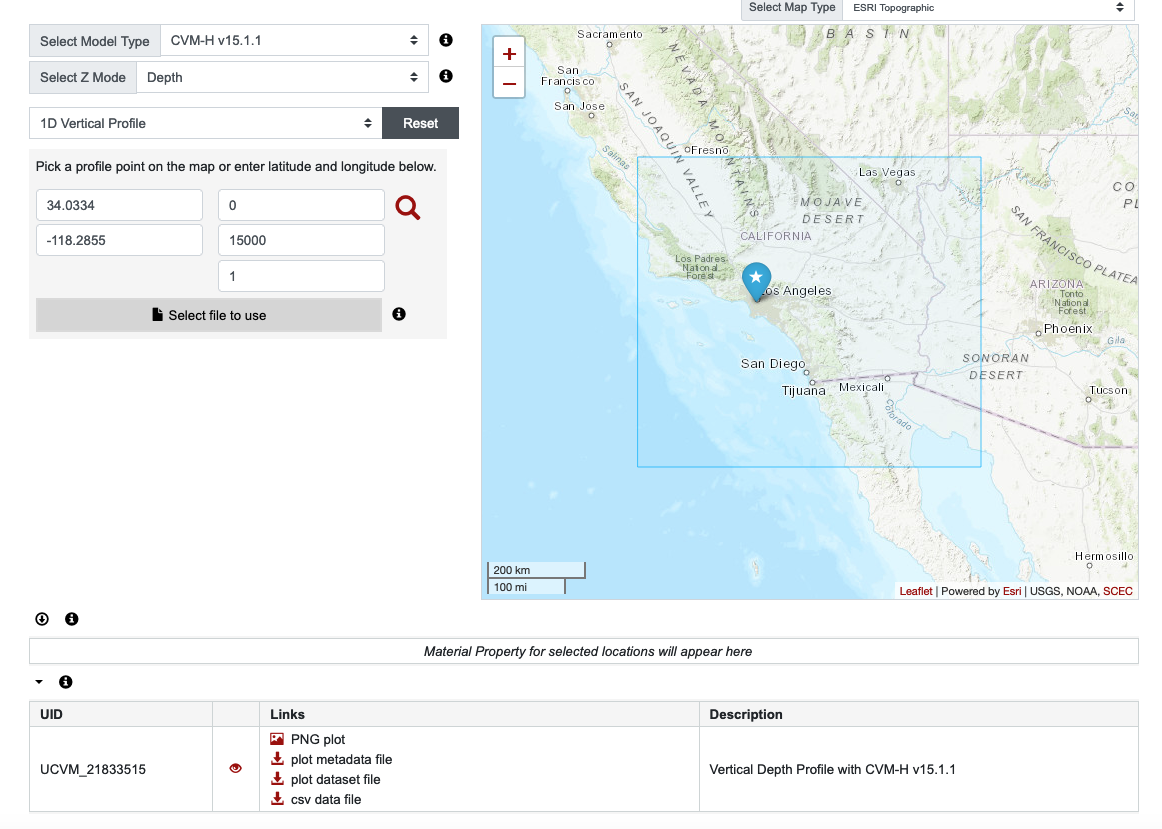 Select Map Type ESRI Topographic
Select Model Type CVM-H v15.1.1
Select Z Mode Depth
1D Vertical Profile Reset
Pick a profile point on the map or enter latitude and longitude below.
34.0334 0
-118.2855 15000
1
Select file to use
+
−
Sacramento
BASIN
San
Francisco
San Jose
NEVADA MOUNTAINS
SAN JOAQUIN VALLEY
Salinas
Fresno
Las Vegas
MOJAVE
DESERT
CALIFORNIA
Los Padres
National
Forest
Los Angeles
CO
PL
SAN FRANCISCO PLATEA
ARIZONA
Tonto
National
Forest
Phoenix
Gila
San Diego
SONORAN
DESERT
Tijuana
Mexicali
Tucson
Colorado
Hermosillo
200 km
100 mi
Leaflet | Powered by Esri | USGS, NOAA, SCEC
Material Property for selected locations will appear here
UID Links Description
UCVM_21833515
PNG plot
plot metadata file
plot dataset file
csv data file
Vertical Depth Profile with CVM-H v15.1.1